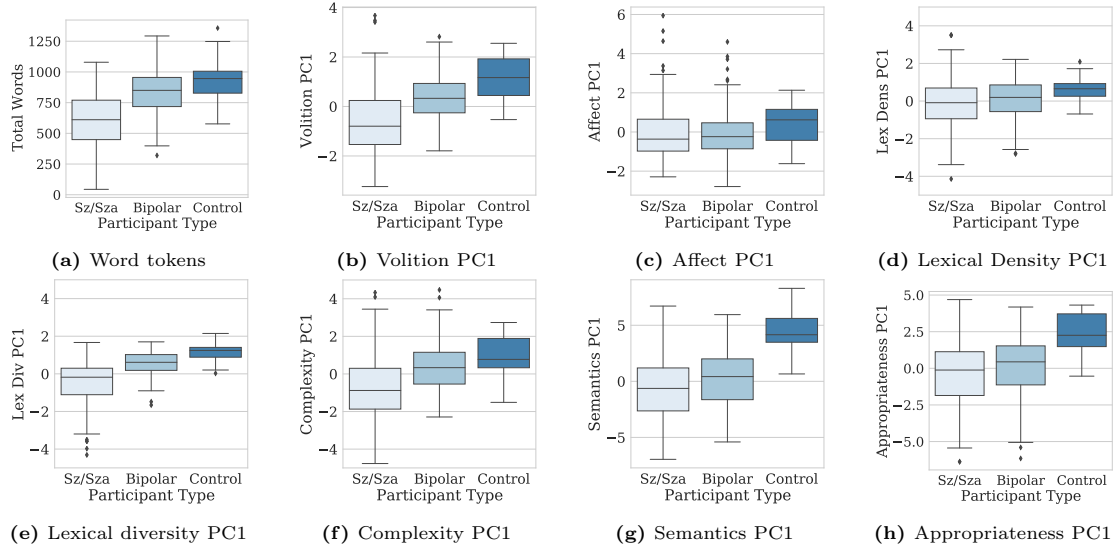 Total Words
1250
1000
750
500
250
0
Sz/Sza Bipolar Control
Participant Type
(a) Word tokens
Volition PC1
4
2
0
−2
Sz/Sza Bipolar Control
Participant Type
(b) Volition PC1
Affect PC1
6
4
2
0
−2
Sz/Sza Bipolar Control
Participant Type
(c) Affect PC1
Lex Dens PC1
4
2
0
−2
−4
Sz/Sza Bipolar Control
Participant Type
(d) Lexical Density PC1
Lex Div PC1
4
2
0
−2
−4
Sz/Sza Bipolar Control
Participant Type
(e) Lexical diversity PC1
Complexity PC1
4
2
0
−2
−4
Sz/Sza Bipolar Control
Participant Type
(f) Complexity PC1
Semantics PC1
5
0
−5
Sz/Sza Bipolar Control
Participant Type
(g) Semantics PC1
Appropriateness PC1
5.0
2.5
0.0
−2.5
−5.0
Sz/Sza Bipolar Control
Participant Type
(h) Appropriateness PC1